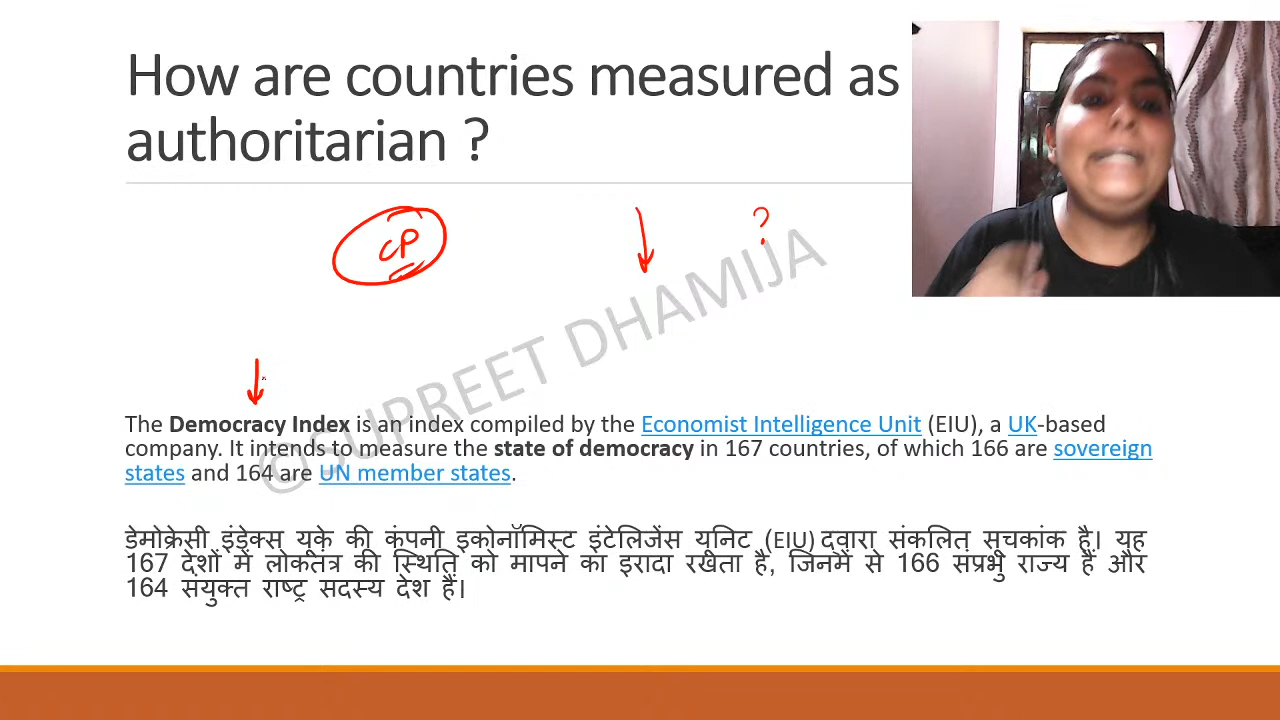 How are countries measured as
authoritarian ?
CP
?
©SUPREET DHAMIJA
The Democracy Index is an index compiled by the Economist Intelligence Unit (EIU), a UK-based
company. It intends to measure the state of democracy in 167 countries, of which 166 are sovereign
states and 164 are UN member states.
डेमोक्रेसी इंडेक्स यूके की कंपनी इकोनॉमिस्ट इंटेलिजेंस यूनिट (EIU) द्वारा संकलित सूचकांक है। यह
167 देशों में लोकतंत्र की स्थिति को मापने का इरादा रखता है, जिनमें से 166 संप्रभु राज्य हैं और
164 संयुक्त राष्ट्र सदस्य देश हैं।